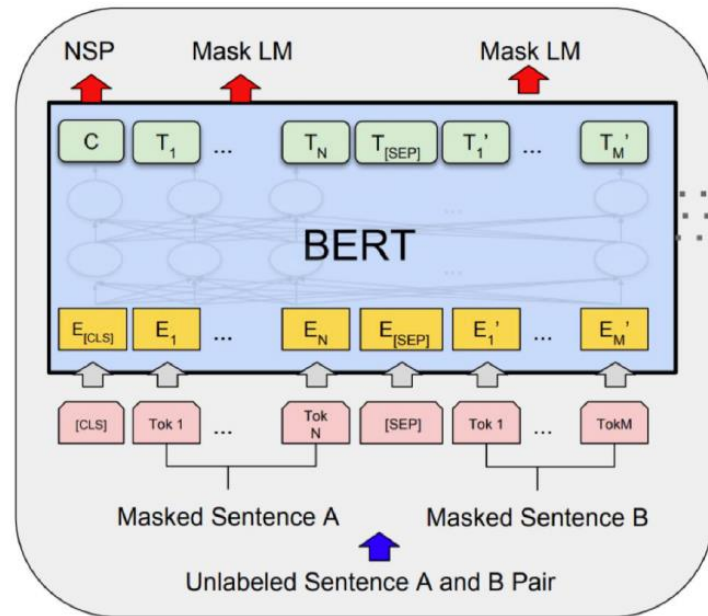 NSP Mask LM Mask LM
C T1 ... TN T[SEP] T1' ... TM'
...
BERT
...
E[CLS] E1 ... EN E[SEP] E1' ... EM'
[CLS] Tok 1 ... Tok N [SEP] Tok 1 ... TokM
Masked Sentence A Masked Sentence B
Unlabeled Sentence A and B Pair